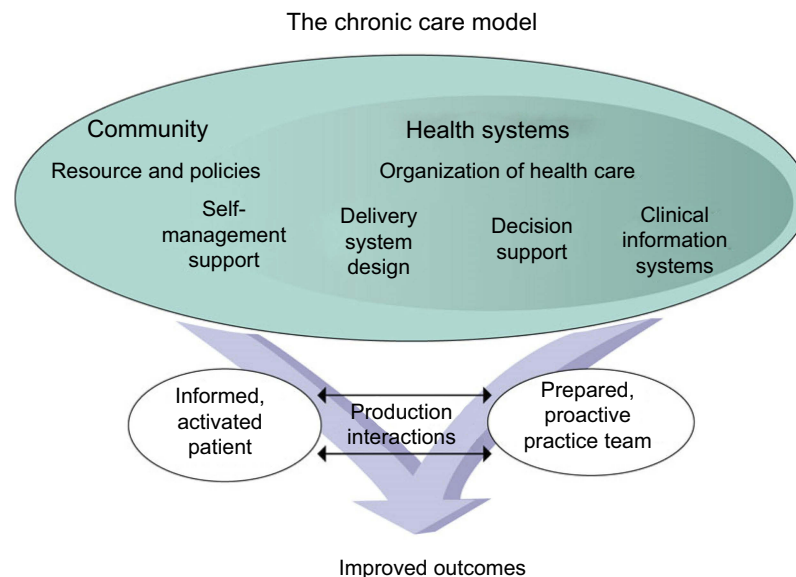 The chronic care model
Community
Health systems
Resource and policies
Organization of health care
Self-
management
support
Delivery
system
design
Decision
support
Clinical
information
systems
Informed,
activated
patient
Production
interactions
Prepared,
proactive
practice team
Improved outcomes